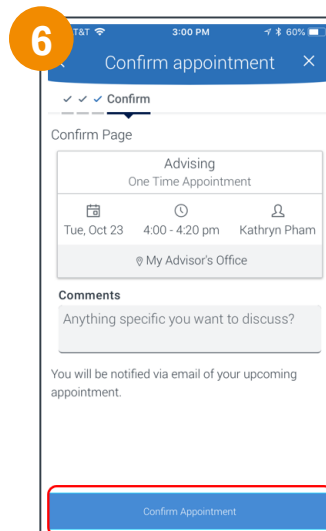 6
T&T 3:00 PM 60%
Confirm appointment
Confirm
Confirm Page
Advising
One Time Appointment
Tue, Oct 23 4:00 - 4:20 pm Kathryn Pham
My Advisor's Office
Comments
Anything specific you want to discuss?
You will be notified via email of your upcoming
appointment.
Confirm Appointment